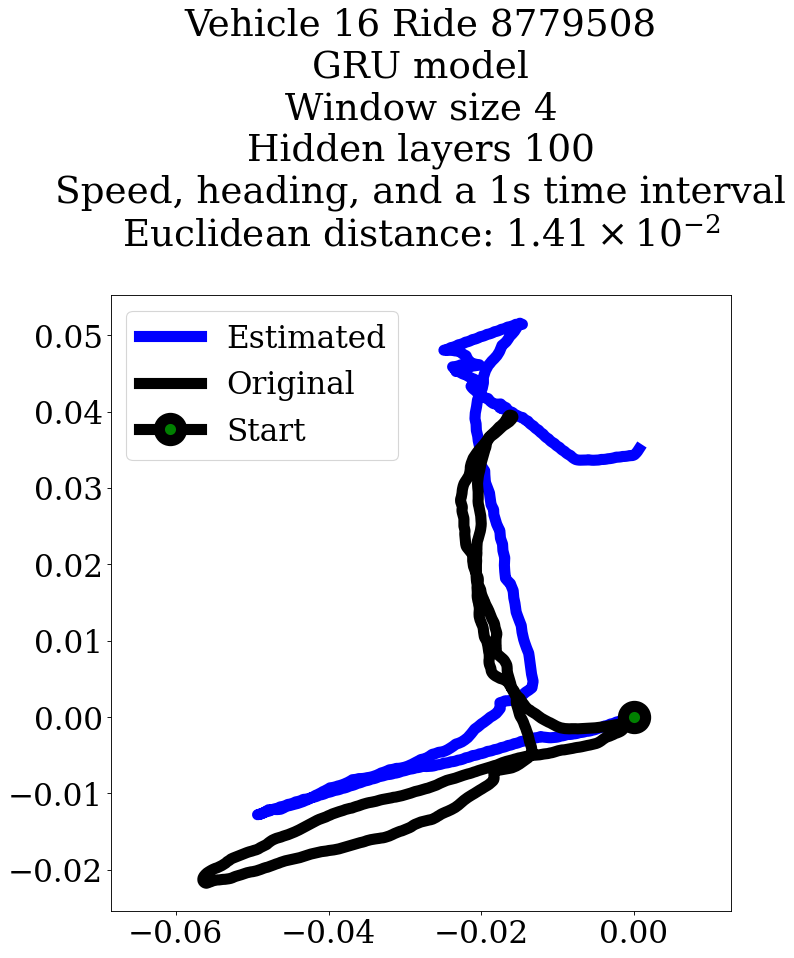 Vehicle 16 Ride 8779508
GRU model
Window size 4
Hidden layers 100
Speed, heading, and a 1s time interval
Euclidean distance: 1.41 × 10⁻²
Estimated
Original
Start
0.05
0.04
0.03
0.02
0.01
0.00
−0.01
−0.02
−0.06 −0.04 −0.02 0.00